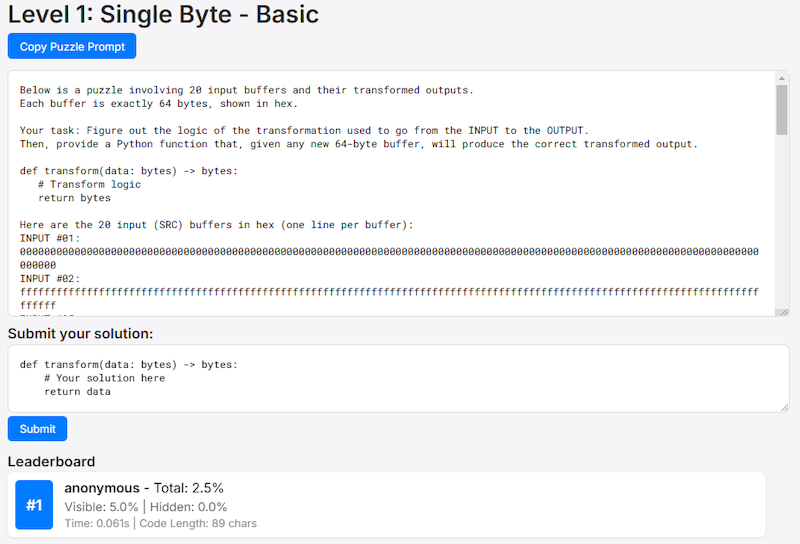 Level 1: Single Byte - Basic
Copy Puzzle Prompt
Below is a puzzle involving 20 input buffers and their transformed outputs.
Each buffer is exactly 64 bytes, shown in hex.
Your task: Figure out the logic of the transformation used to go from the INPUT to the OUTPUT.
Then, provide a Python function that, given any new 64-byte buffer, will produce the correct transformed output.
def transform(data: bytes) -> bytes:
# Transform logic
return bytes
Here are the 20 input (SRC) buffers in hex (one line per buffer):
INPUT #01:
00000000000000000000000000000000000000000000000000000000000000000000000000000000000000000000000000000000000000000000000000
000000
INPUT #02:
ffffffffffffffffffffffffffffffffffffffffffffffffffffffffffffffffffffffffffffffffffffffffffffffffffffffffffffffffffffffffff
ffffff
Submit your solution:
def transform(data: bytes) -> bytes:
# Your solution here
return data
Submit
Leaderboard
#1
anonymous - Total: 2.5%
Visible: 5.0% | Hidden: 0.0%
Time: 0.061s | Code Length: 89 chars